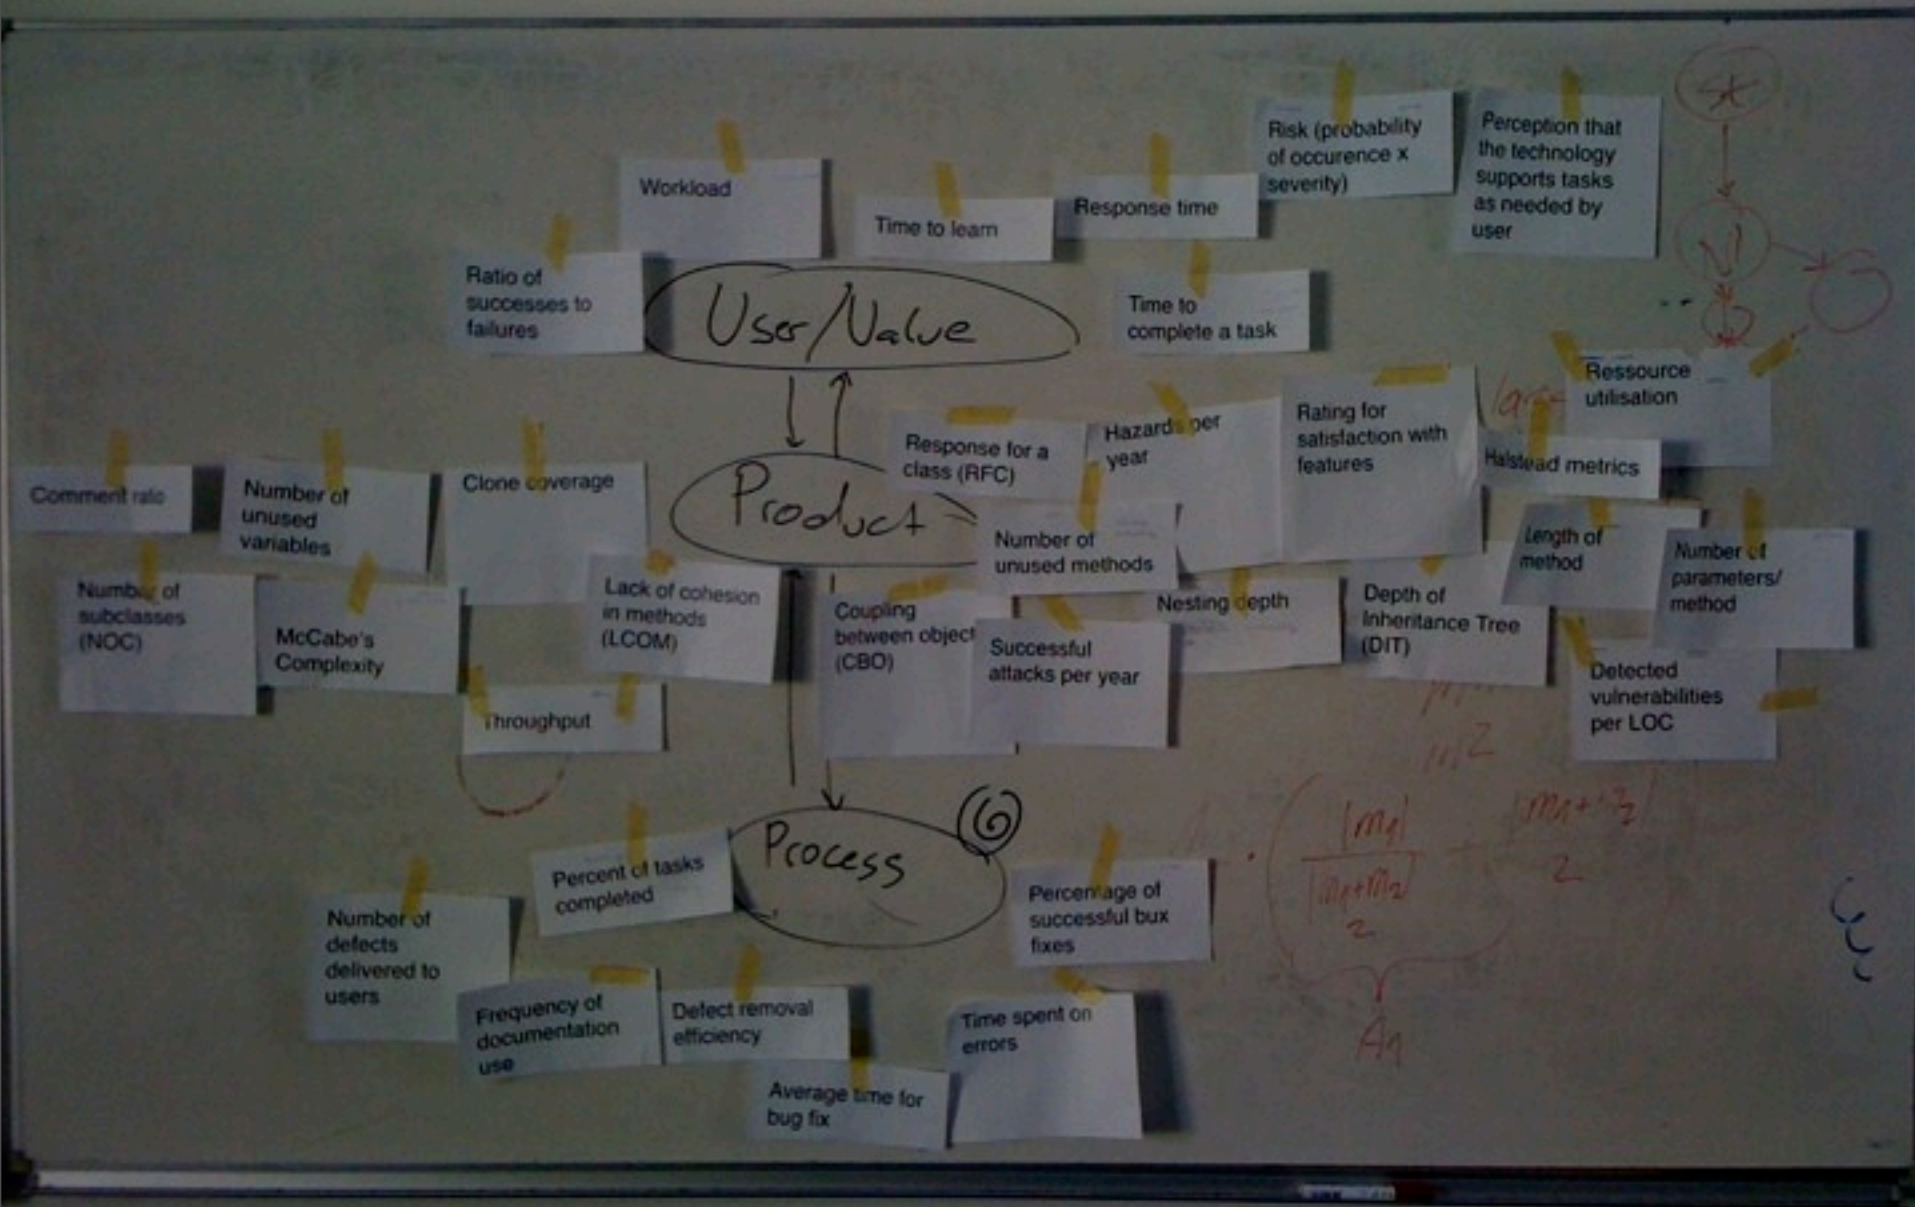 Risk (probability
of occurence x
severity)
Perception that
the technology
supports tasks
as needed by
user
St
Workload
Time to learn
Response time
Ratio of
successes to
failures
User/Value
Time to
complete a task
Ressource
utilisation
Response for a
class (RFC)
Hazards per
year
Rating for
satisfaction with
features
Halstead metrics
Comment ratio
Number of
unused
variables
Clone coverage
Product
Number of
unused methods
Length of
method
Number of
parameters/
method
Number of
subclasses
(NOC)
McCabe's
Complexity
Lack of cohesion
in methods
(LCOM)
Coupling
between object
(CBO)
Successful
attacks per year
Nesting depth
Depth of
Inheritance Tree
(DIT)
Detected
vulnerabilities
per LOC
Throughput
Process
Percent of tasks
completed
Percentage of
successful bux
fixes
|m1|
|m1+m2|
2
2
Number of
defects
delivered to
users
Frequency of
documentation
use
Defect removal
efficiency
Time spent on
errors
Average time for
bug fix